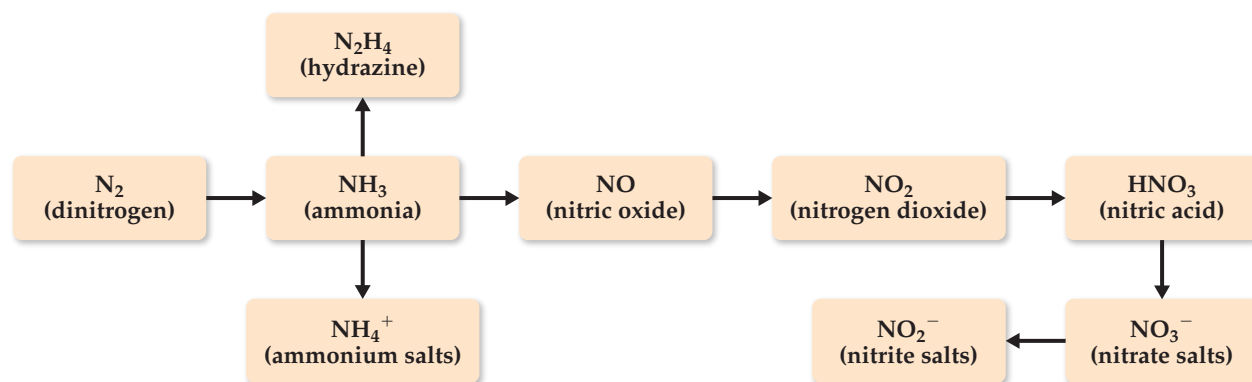 N₂H₄
(hydrazine)
N₂
(dinitrogen)
NH₃
(ammonia)
NO
(nitric oxide)
NO₂
(nitrogen dioxide)
HNO₃
(nitric acid)
NH₄⁺
(ammonium salts)
NO₂⁻
(nitrite salts)
NO₃⁻
(nitrate salts)